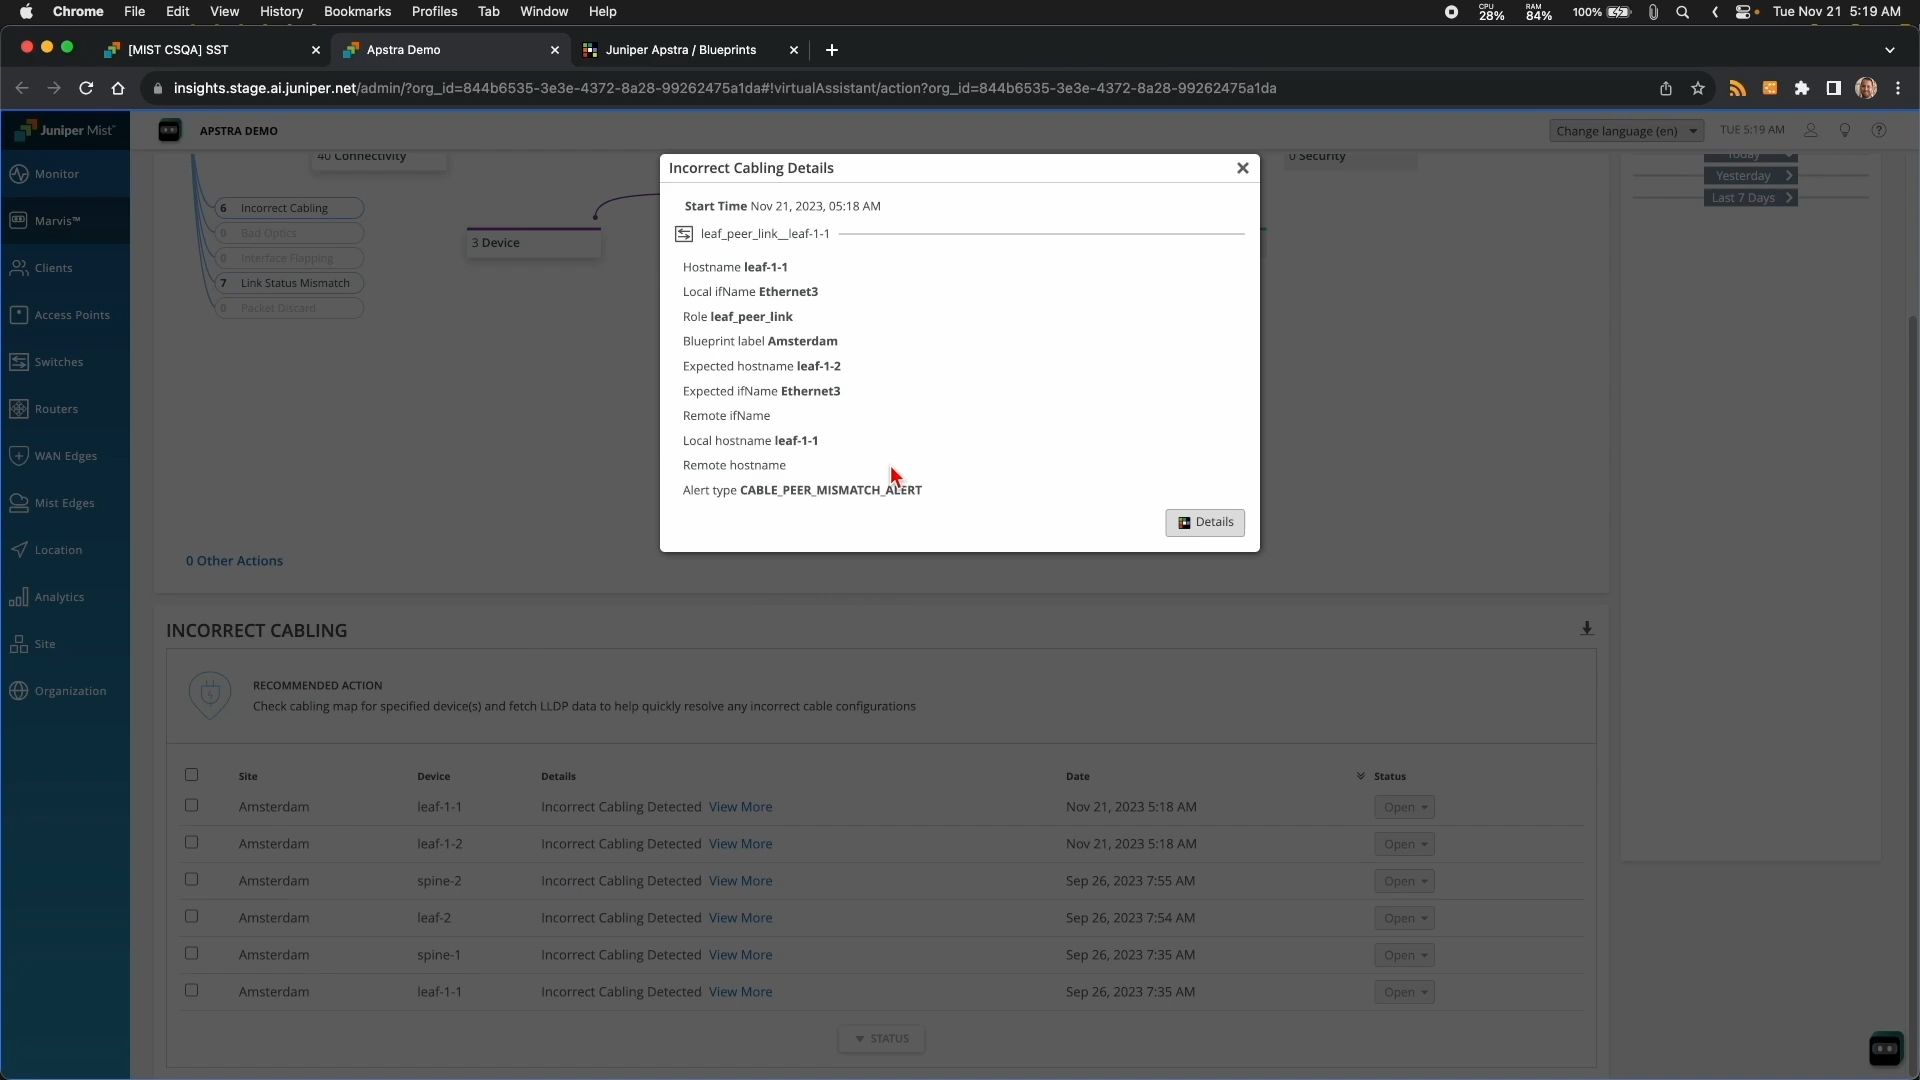 Chrome File Edit View History Bookmarks Profiles Tab Window Help
CPU 28% RAM 84% 100% Tue Nov 21 5:19 AM
[MIST CSQA] SST
Apstra Demo
Juniper Apstra / Blueprints
insights.stage.ai.juniper.net/admin/?org_id=844b6535-3e3e-4372-8a28-99262475a1da#!virtualAssistant/action?org_id=844b6535-3e3e-4372-8a28-99262475a1da
Juniper Mist™
APSTRA DEMO
Change language (en)
TUE 5:19 AM
Monitor
Marvis™
Clients
Access Points
Switches
Routers
WAN Edges
Mist Edges
Location
Analytics
Site
Organization
40 Connectivity
6 Incorrect Cabling
0 Bad Optics
0 Interface Flapping
7 Link Status Mismatch
0 Packet Discard
3 Device
0 Security
Today
Yesterday
Last 7 Days
Incorrect Cabling Details
Start Time Nov 21, 2023, 05:18 AM
leaf_peer_link__leaf-1-1
Hostname leaf-1-1
Local ifName Ethernet3
Role leaf_peer_link
Blueprint label Amsterdam
Expected hostname leaf-1-2
Expected ifName Ethernet3
Remote ifName
Local hostname leaf-1-1
Remote hostname
Alert type CABLE_PEER_MISMATCH_ALERT
Details
0 Other Actions
INCORRECT CABLING
RECOMMENDED ACTION
Check cabling map for specified device(s) and fetch LLDP data to help quickly resolve any incorrect cable configurations
Site Device Details Date Status
Amsterdam leaf-1-1 Incorrect Cabling Detected View More Nov 21, 2023 5:18 AM Open
Amsterdam leaf-1-2 Incorrect Cabling Detected View More Nov 21, 2023 5:18 AM Open
Amsterdam spine-2 Incorrect Cabling Detected View More Sep 26, 2023 7:55 AM Open
Amsterdam leaf-2 Incorrect Cabling Detected View More Sep 26, 2023 7:54 AM Open
Amsterdam spine-1 Incorrect Cabling Detected View More Sep 26, 2023 7:35 AM Open
Amsterdam leaf-1-1 Incorrect Cabling Detected View More Sep 26, 2023 7:35 AM Open
STATUS